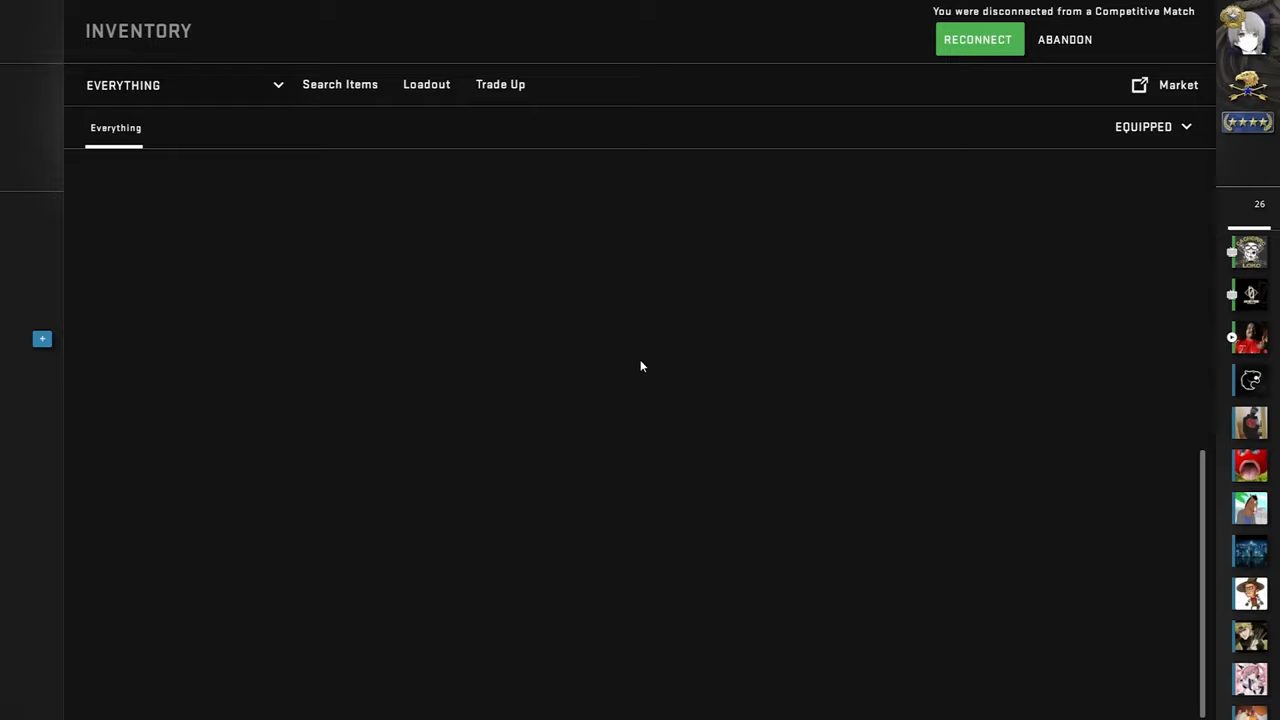 You were disconnected from a Competitive Match
INVENTORY
RECONNECT ABANDON
EVERYTHING Search Items Loadout Trade Up Market
Everything EQUIPPED
26
+